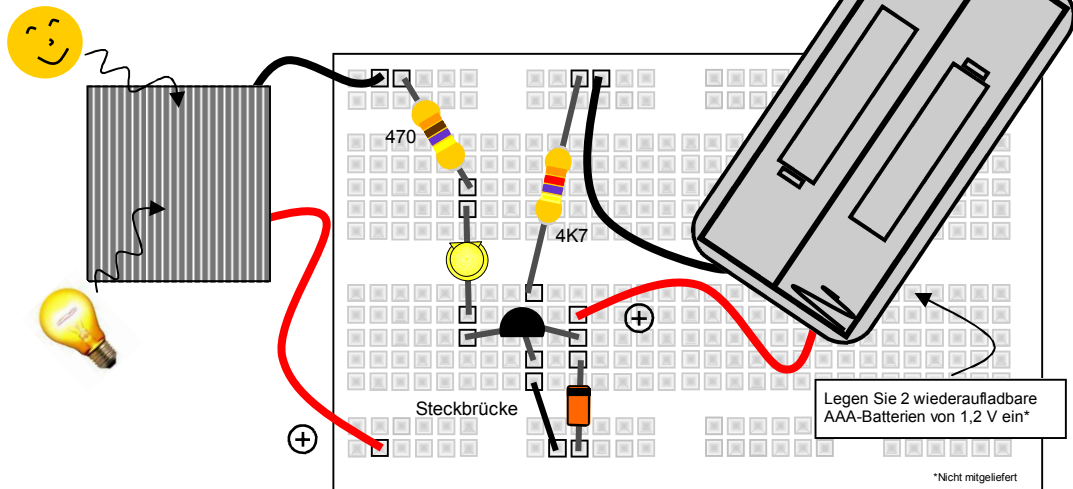 470
4K7
+
Steckbrücke
+
Legen Sie 2 wiederaufladbare
AAA-Batterien von 1,2 V ein*
*Nicht mitgeliefert